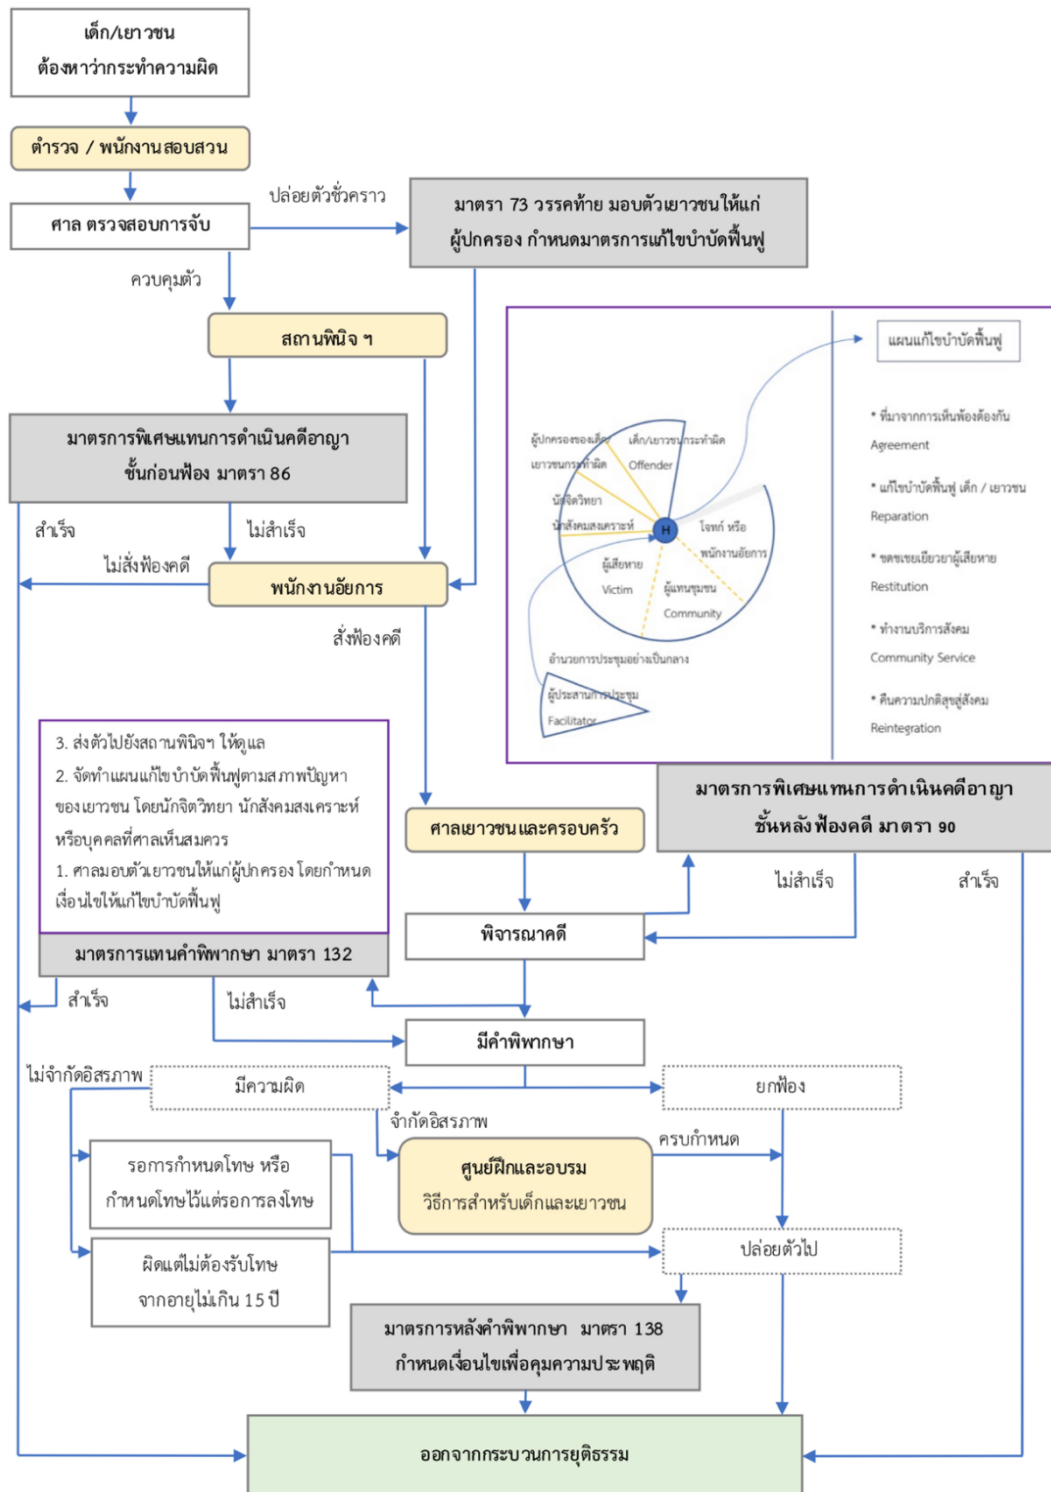 เด็ก/เยาวชน
ต้องหาว่ากระทำความผิด
ตำรวจ / พนักงานสอบสวน
ศาล ตรวจสอบการจับ
ปล่อยตัวชั่วคราว
มาตรา 73 วรรคท้าย มอบตัวเยาวชนให้แก่
ผู้ปกครอง กำหนดมาตรการแก้ไขบำบัดฟื้นฟู
ควบคุมตัว
สถานพินิจ ฯ
มาตรการพิเศษแทนการดำเนินคดีอาญา
ชั้นก่อนฟ้อง มาตรา 86
สำเร็จ
ไม่สำเร็จ
ไม่สั่งฟ้องคดี
พนักงานอัยการ
สั่งฟ้องคดี
แผนแก้ไขบำบัดฟื้นฟู
* ที่มาจากการเห็นพ้องต้องกัน
Agreement
* แก้ไขบำบัดฟื้นฟู เด็ก / เยาวชน
Reparation
* ชดชเชยเยียวยาผู้เสียหาย
Restitution
* ทำงานบริการสังคม
Community Service
* คืนความปกติสุขสู่สังคม
Reintegration
ผู้ปกครองของเด็ก/
เยาวชนกระทำผิด
เด็ก/เยาวชนกระทำผิด
Offender
นักจิตวิทยา
นักสังคมสงเคราะห์
H
โจทก์ หรือ
พนักงานอัยการ
ผู้เสียหาย
Victim
ผู้แทนชุมชน
Community
อำนวยการประชุมอย่างเป็นกลาง
ผู้ประสานการประชุม
Facilitator
3. ส่งตัวไปยังสถานพินิจฯ ให้ดูแล
2. จัดทำแผนแก้ไขบำบัดฟื้นฟูตามสภาพปัญหา
ของเยาวชน โดยนักจิตวิทยา นักสังคมสงเคราะห์
หรือบุคคลที่ศาลเห็นสมควร
1. ศาลมอบตัวเยาวชนให้แก่ผู้ปกครอง โดยกำหนด
เงื่อนไขให้แก้ไขบำบัดฟื้นฟู
มาตรการแทนคำพิพากษา มาตรา 132
ศาลเยาวชนและครอบครัว
มาตรการพิเศษแทนการดำเนินคดีอาญา
ชั้นหลังฟ้องคดี มาตรา 90
ไม่สำเร็จ
สำเร็จ
พิจารณาคดี
สำเร็จ
ไม่สำเร็จ
มีคำพิพากษา
ไม่จำกัดอิสรภาพ
มีความผิด
ยกฟ้อง
จำกัดอิสรภาพ
ครบกำหนด
รอการกำหนดโทษ หรือ
กำหนดโทษไว้แต่รอการลงโทษ
ศูนย์ฝึกและอบรม
วิธีการสำหรับเด็กและเยาวชน
ผิดแต่ไม่ต้องรับโทษ
จากอายุไม่เกิน 15 ปี
ปล่อยตัวไป
มาตรการหลังคำพิพากษา มาตรา 138
กำหนดเงื่อนไขเพื่อคุมความประพฤติ
ออกจากกระบวนการยุติธรรม